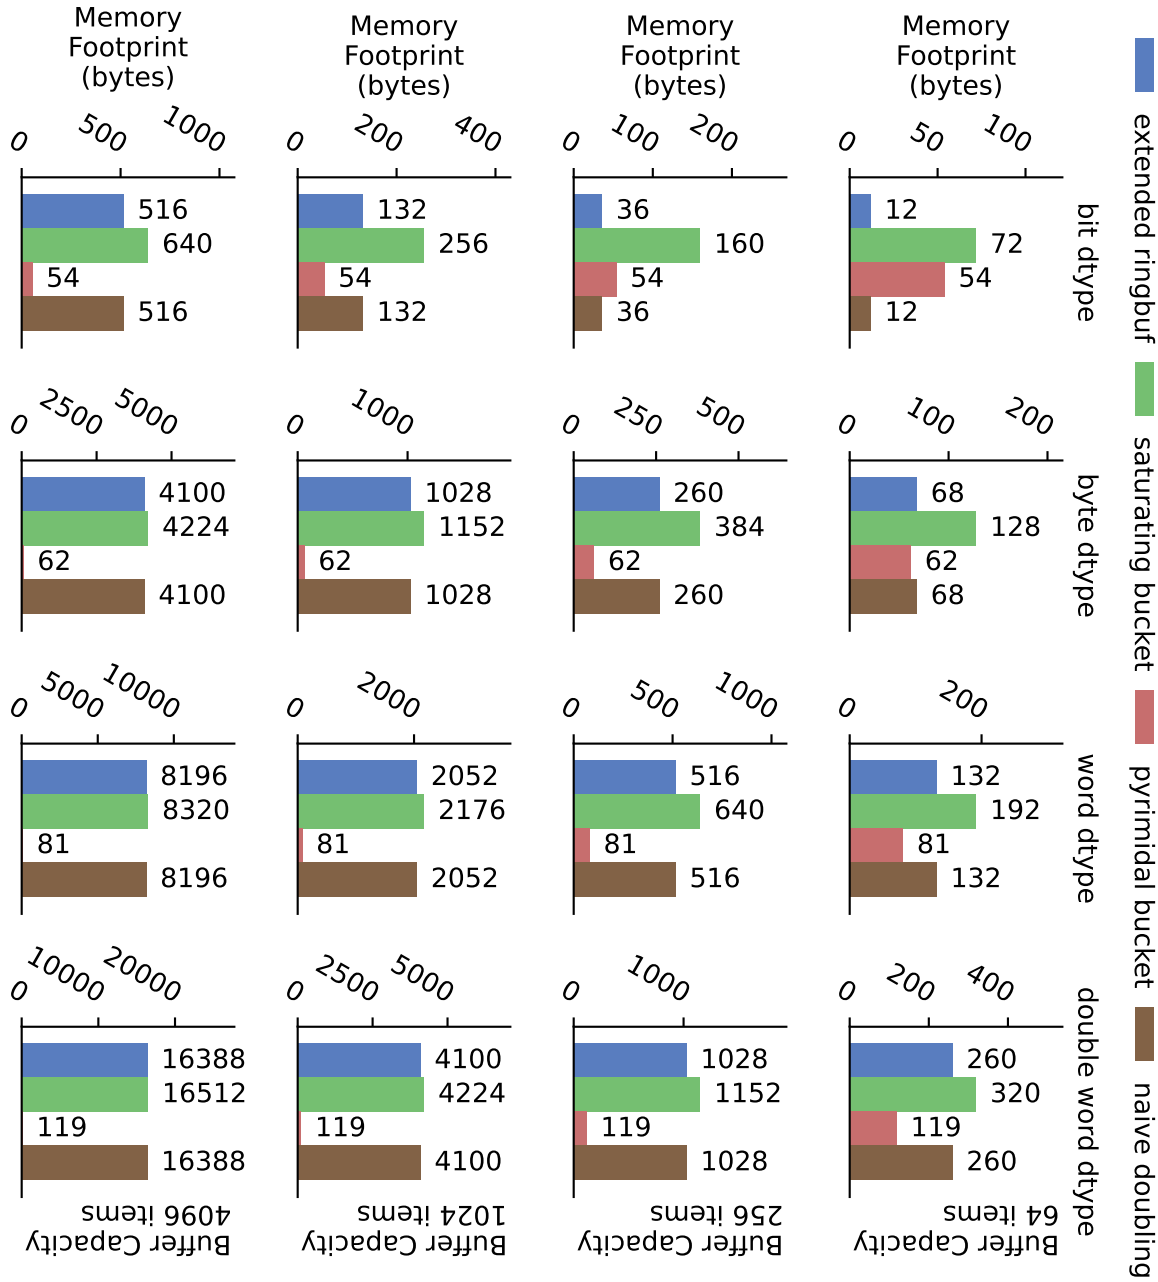 Memory
Footprint
(bytes)
Memory
Footprint
(bytes)
Memory
Footprint
(bytes)
Memory
Footprint
(bytes)
0 500 1000
0 200 400
0 100 200
0 50 100
516
640
54
516
132
256
54
132
36
160
54
36
12
72
54
12
bit dtype
0 2500 5000
0 1000
0 250 500
0 100 200
4100
4224
62
4100
1028
1152
62
1028
260
384
62
260
68
128
62
68
byte dtype
0 5000 10000
0 2000
0 500 1000
0 200
8196
8320
81
8196
2052
2176
81
2052
516
640
81
516
132
192
81
132
word dtype
0 10000 20000
0 2500 5000
0 1000
0 200 400
16388
16512
119
16388
4100
4224
119
4100
1028
1152
119
1028
260
320
119
260
double word dtype
Buffer Capacity
4096 items
Buffer Capacity
1024 items
Buffer Capacity
256 items
Buffer Capacity
64 items
extended ringbuf
saturating bucket
pyrimidal bucket
naive doubling